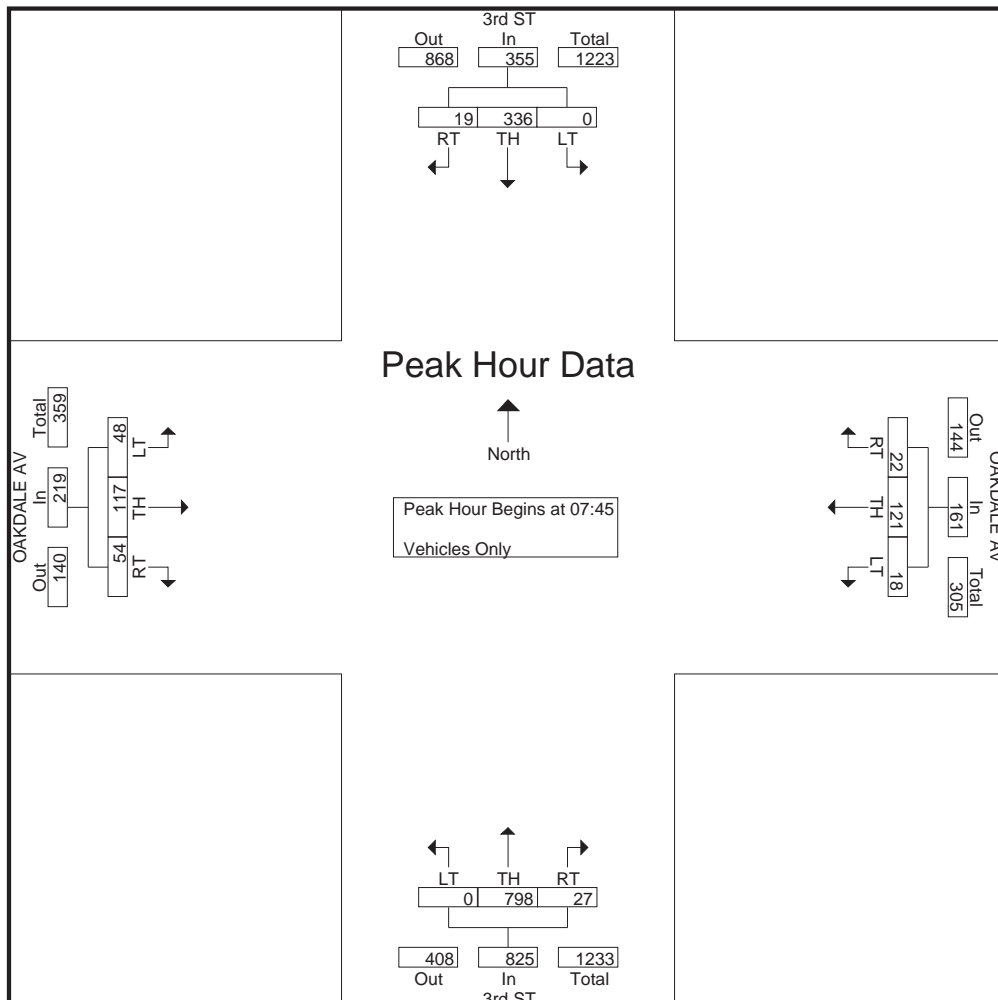 3rd ST
Out In Total
868 355 1223
19 336 0
RT TH LT
Peak Hour Data
North
Peak Hour Begins at 07:45
Vehicles Only
OAKDALE AV
Total In Out
359 219 140
48 117 54
LT TH RT
OAKDALE AV
Out In Total
144 161 305
22 121 18
RT TH LT
LT TH RT
0 798 27
408 825 1233
Out In Total
3rd ST